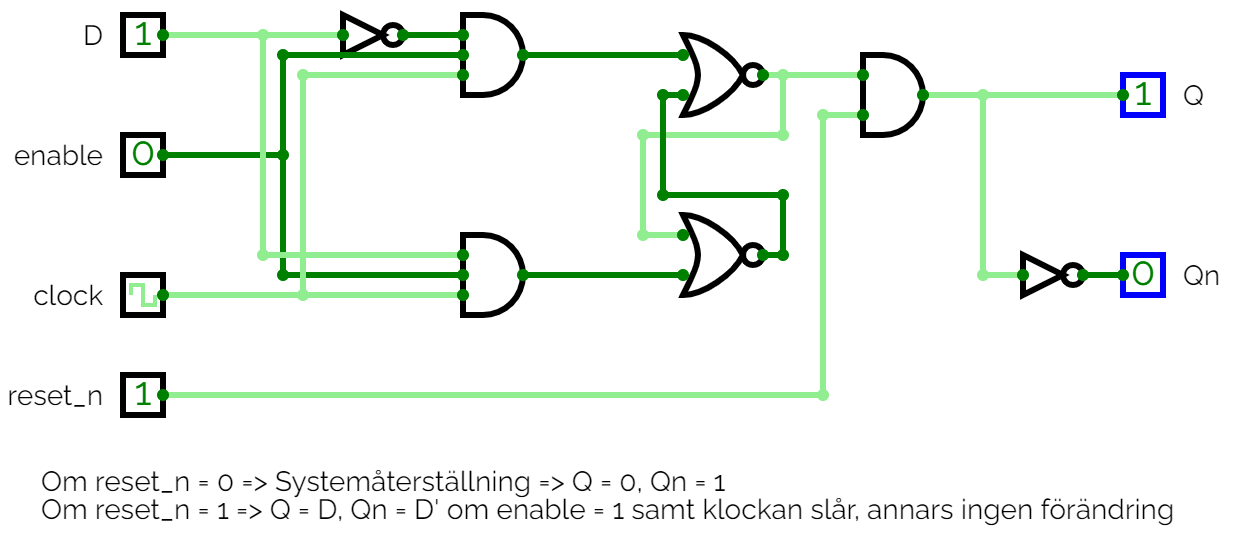 D 1
1 Q
enable 0
0 Qn
clock
reset_n 1
Om reset_n = 0 => Systemåterställning => Q = 0, Qn = 1
Om reset_n = 1 => Q = D, Qn = D' om enable = 1 samt klockan slår, annars ingen förändring